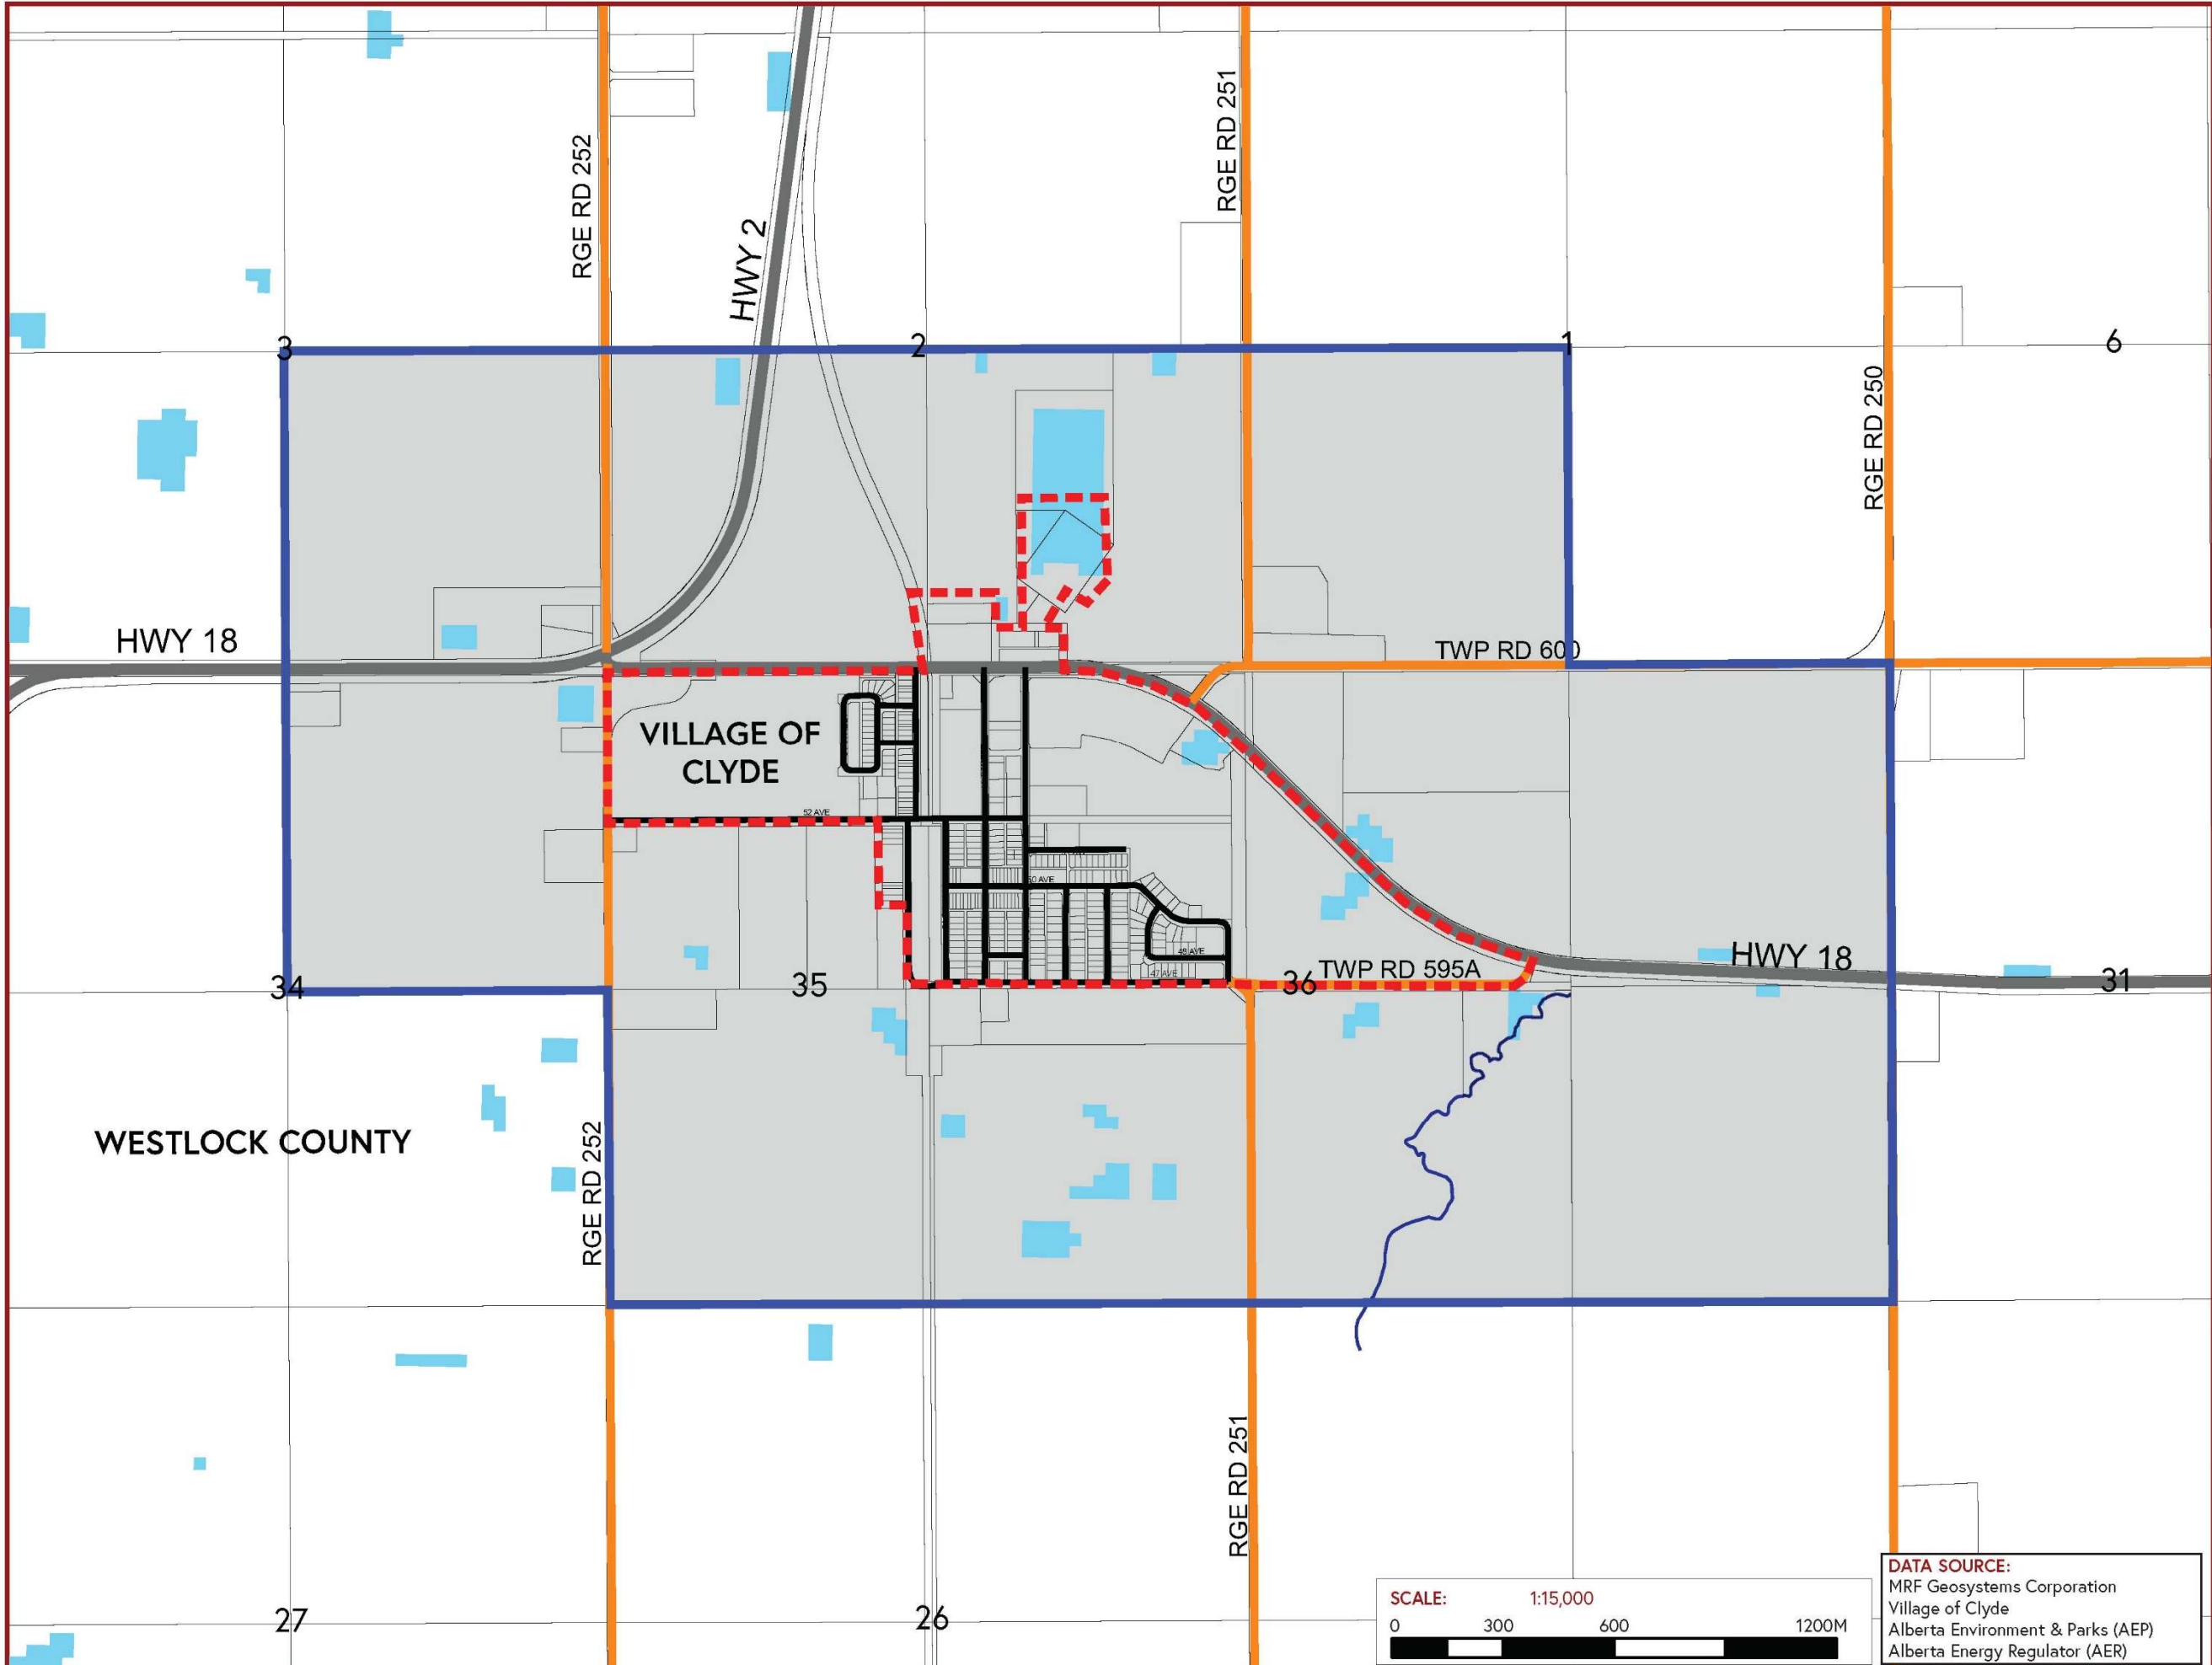 RGE RD 252
HWY 2
RGE RD 251
3
2
1
6
RGE RD 250
HWY 18
TWP RD 600
VILLAGE OF
CLYDE
52 AVE
50 AVE
48 AVE
47 AVE
HWY 18
34
35
36
TWP RD 595A
31
WESTLOCK COUNTY
RGE RD 252
RGE RD 251
27
26
SCALE: 1:15,000
0 300 600 1200M
DATA SOURCE:
MRF Geosystems Corporation
Village of Clyde
Alberta Environment & Parks (AEP)
Alberta Energy Regulator (AER)